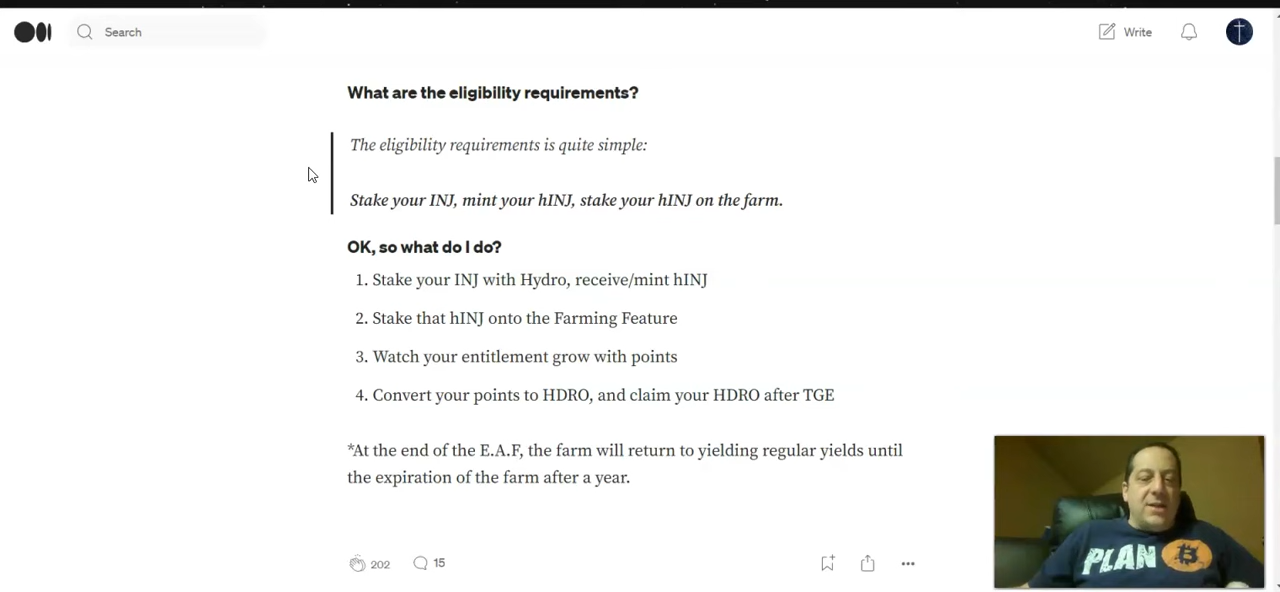 Search
Write
What are the eligibility requirements?
The eligibility requirements is quite simple:
Stake your INJ, mint your hINJ, stake your hINJ on the farm.
OK, so what do I do?
1. Stake your INJ with Hydro, receive/mint hINJ
2. Stake that hINJ onto the Farming Feature
3. Watch your entitlement grow with points
4. Convert your points to HDRO, and claim your HDRO after TGE
*At the end of the E.A.F, the farm will return to yielding regular yields until
the expiration of the farm after a year.
202
15
PLAN B